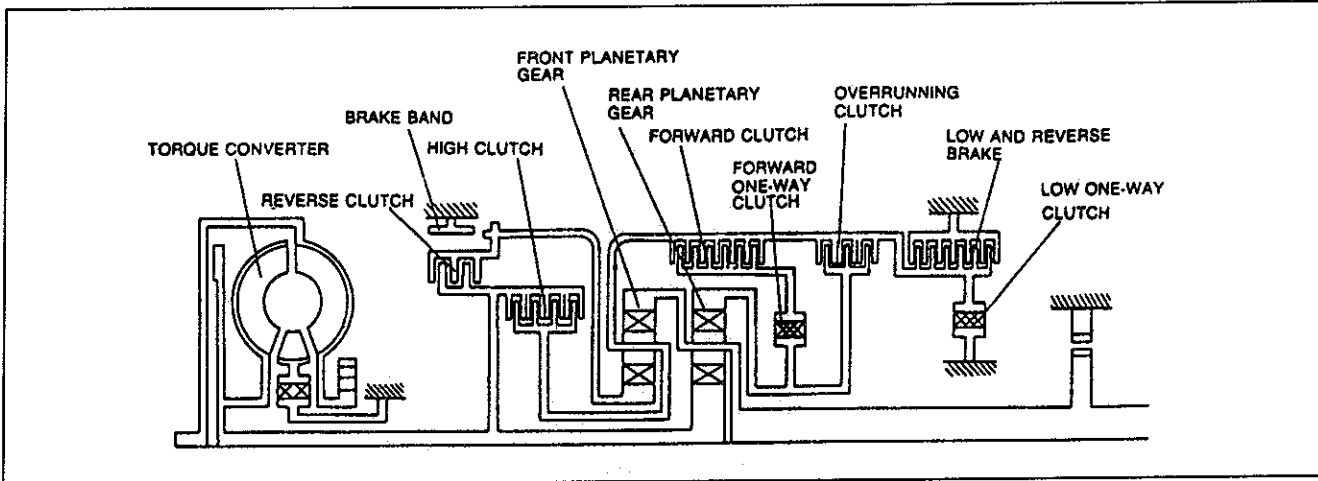 FRONT PLANETARY
GEAR
REAR PLANETARY
GEAR
OVERRUNNING
CLUTCH
BRAKE BAND
FORWARD CLUTCH
LOW AND REVERSE
BRAKE
TORQUE CONVERTER
HIGH CLUTCH
FORWARD
ONE-WAY
CLUTCH
LOW ONE-WAY
CLUTCH
REVERSE CLUTCH